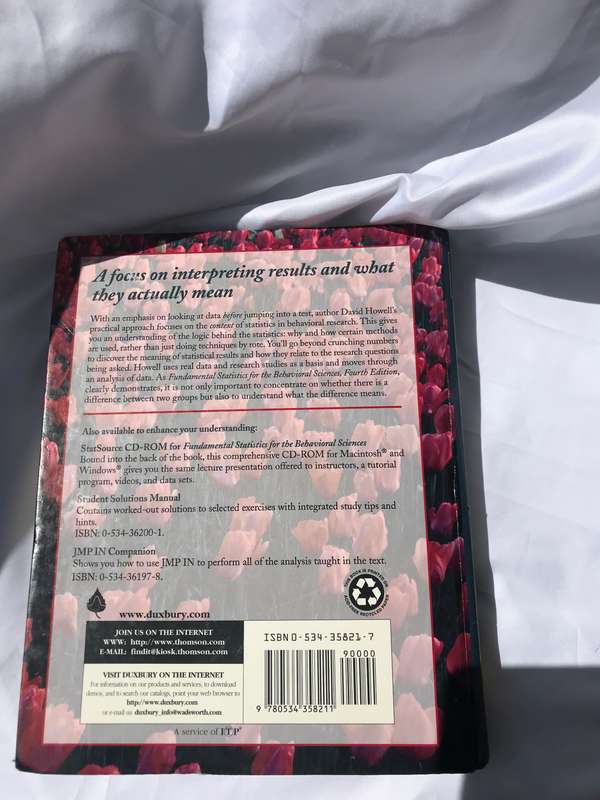 A focus on interpreting results and what
they actually mean
With an emphasis on looking at data before jumping into a test, author David Howell's
practical approach focuses on the context of statistics in behavioral research. This gives
you an understanding of the logic behind the statistics: why and how certain methods
are used, rather than just doing techniques by rote. You'll go beyond crunching numbers
to discover the meaning of statistical results and how they relate to the research questions
being asked. Howell uses real data and research studies as a basis and moves through
an analysis of data. As Fundamental Statistics for the Behavioral Sciences, Fourth Edition,
clearly demonstrates, it is not only important to concentrate on whether there is a
difference between two groups but also to understand what the difference means.
Also available to enhance your understanding:
StatSource CD-ROM for Fundamental Statistics for the Behavioral Sciences
Bound into the back of the book, this comprehensive CD-ROM for Macintosh® and
Windows® gives you the same lecture presentation offered to instructors, a tutorial
program, videos, and data sets.
Student Solutions Manual
Contains worked-out solutions to selected exercises with integrated study tips and
hints.
ISBN: 0-534-36200-1.
JMP IN Companion
Shows you how to use JMP IN to perform all of the analysis taught in the text.
ISBN: 0-534-36197-8.
THIS BOOK IS PRINTED ON
ACID-FREE RECYCLED PAPER
www.duxbury.com
JOIN US ON THE INTERNET
WWW: http://www.thomson.com
E-MAIL: findit@kiosk.thomson.com
VISIT DUXBURY ON THE INTERNET
For information on our products and services, to download
demos, and to search our catalogs, point your web browser to
http://www.duxbury.com
or e-mail us duxbury_info@wadsworth.com
A service of I(T)P®
ISBN 0-534-35821-7
90000
9 780534 358211